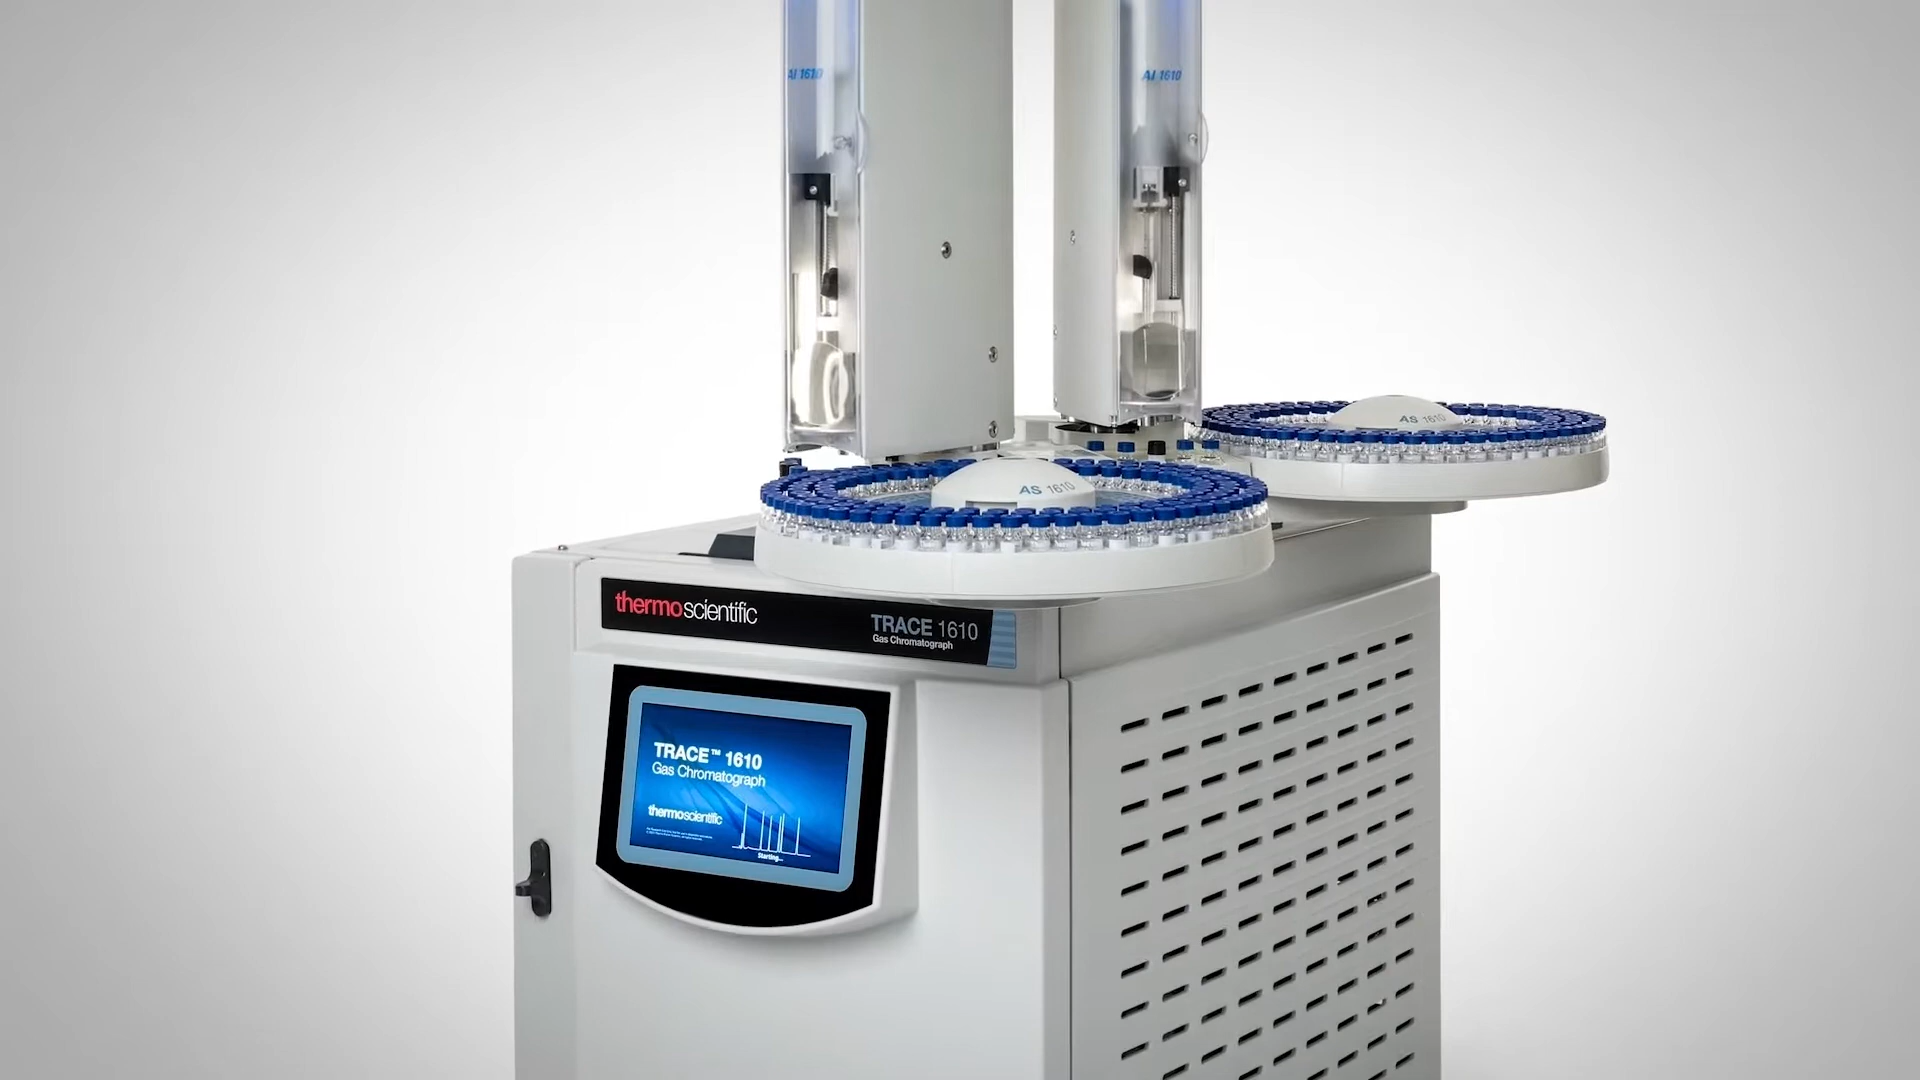 AI 1610
AI 1610
AS 1610
AS 1610
thermoscientific
TRACE 1610
Gas Chromatograph
TRACE™ 1610
Gas Chromatograph
thermoscientific
Starting...